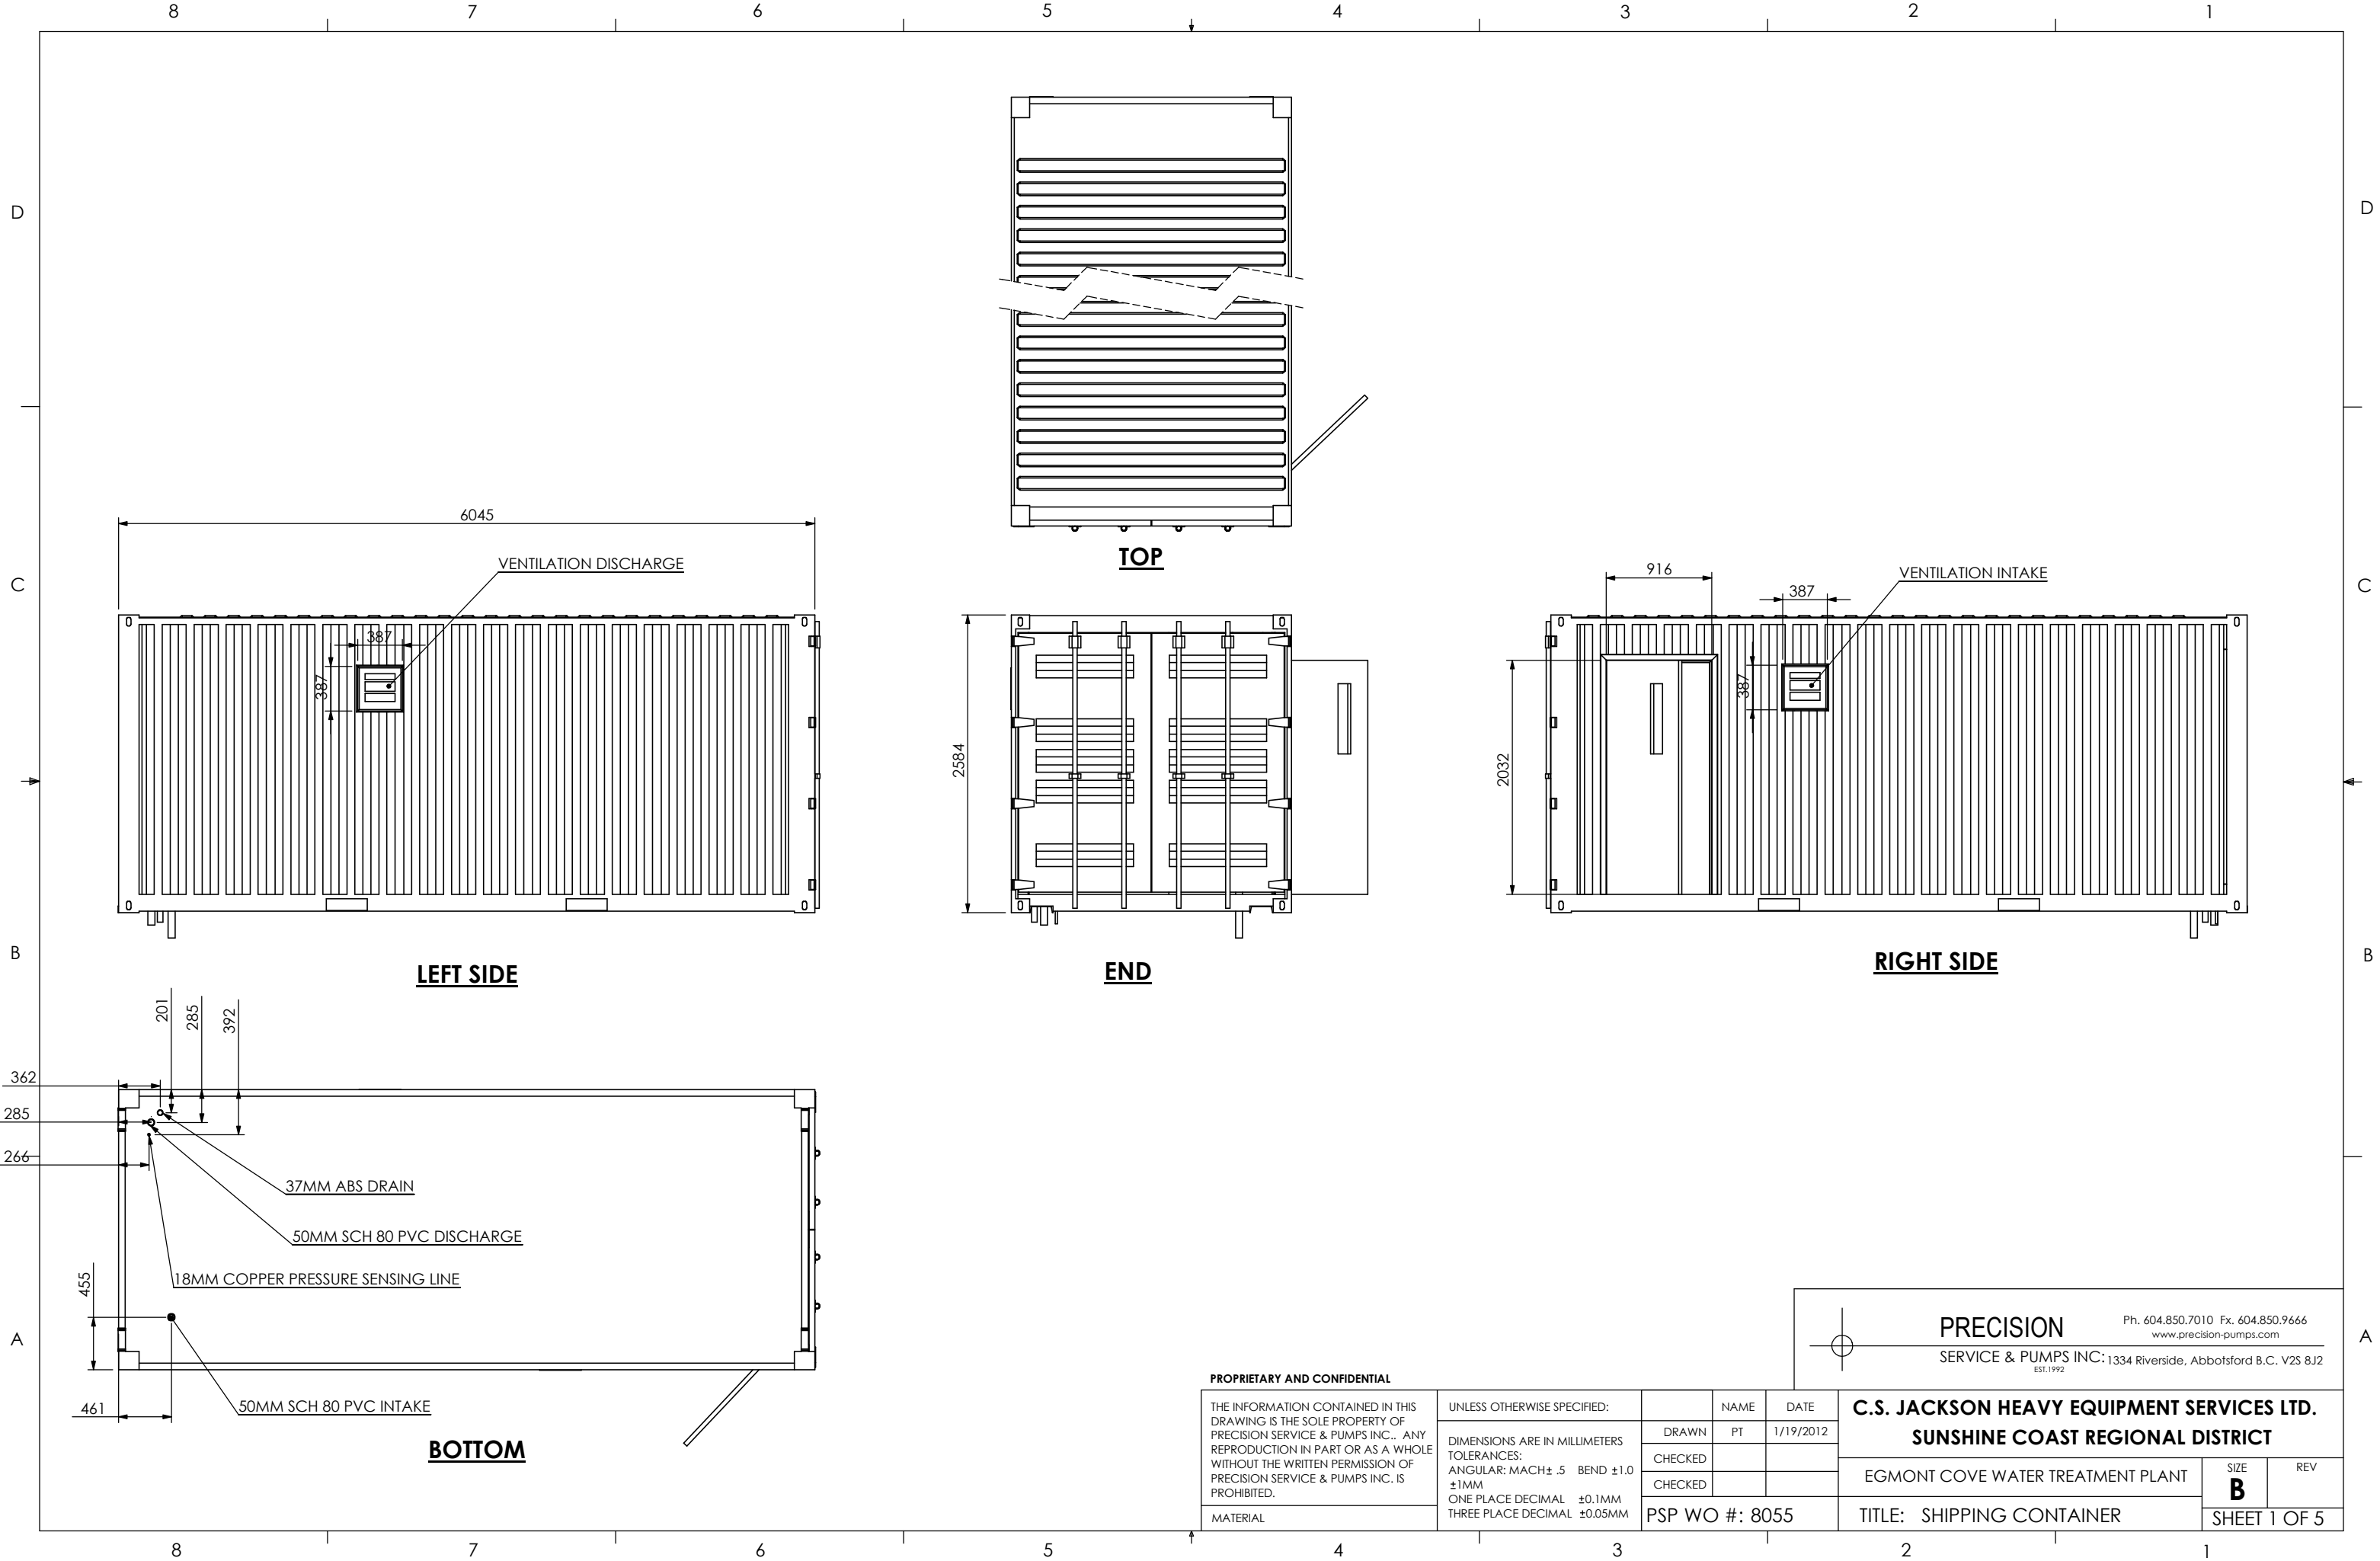 8 7 6 5 4 3 2 1
D D
TOP
6045
VENTILATION DISCHARGE
387
387
C C
916
387
VENTILATION INTAKE
387
2584
2032
LEFT SIDE
END
RIGHT SIDE
B B
201
285
392
362
285
266
37MM ABS DRAIN
50MM SCH 80 PVC DISCHARGE
18MM COPPER PRESSURE SENSING LINE
455
461
50MM SCH 80 PVC INTAKE
BOTTOM
A A
PRECISION
SERVICE & PUMPS INC:
EST.1992
Ph. 604.850.7010 Fx. 604.850.9666
www.precision-pumps.com
1334 Riverside, Abbotsford B.C. V2S 8J2
PROPRIETARY AND CONFIDENTIAL
THE INFORMATION CONTAINED IN THIS
DRAWING IS THE SOLE PROPERTY OF
PRECISION SERVICE & PUMPS INC.. ANY
REPRODUCTION IN PART OR AS A WHOLE
WITHOUT THE WRITTEN PERMISSION OF
PRECISION SERVICE & PUMPS INC. IS
PROHIBITED.
MATERIAL
UNLESS OTHERWISE SPECIFIED:
DIMENSIONS ARE IN MILLIMETERS
TOLERANCES:
ANGULAR: MACH± .5 BEND ±1.0
±1MM
ONE PLACE DECIMAL ±0.1MM
THREE PLACE DECIMAL ±0.05MM
NAME DATE
DRAWN PT 1/19/2012
CHECKED
CHECKED
PSP WO #: 8055
C.S. JACKSON HEAVY EQUIPMENT SERVICES LTD.
SUNSHINE COAST REGIONAL DISTRICT
EGMONT COVE WATER TREATMENT PLANT
SIZE
B
REV
TITLE: SHIPPING CONTAINER
SHEET 1 OF 5
8 7 6 5 4 3 2 1